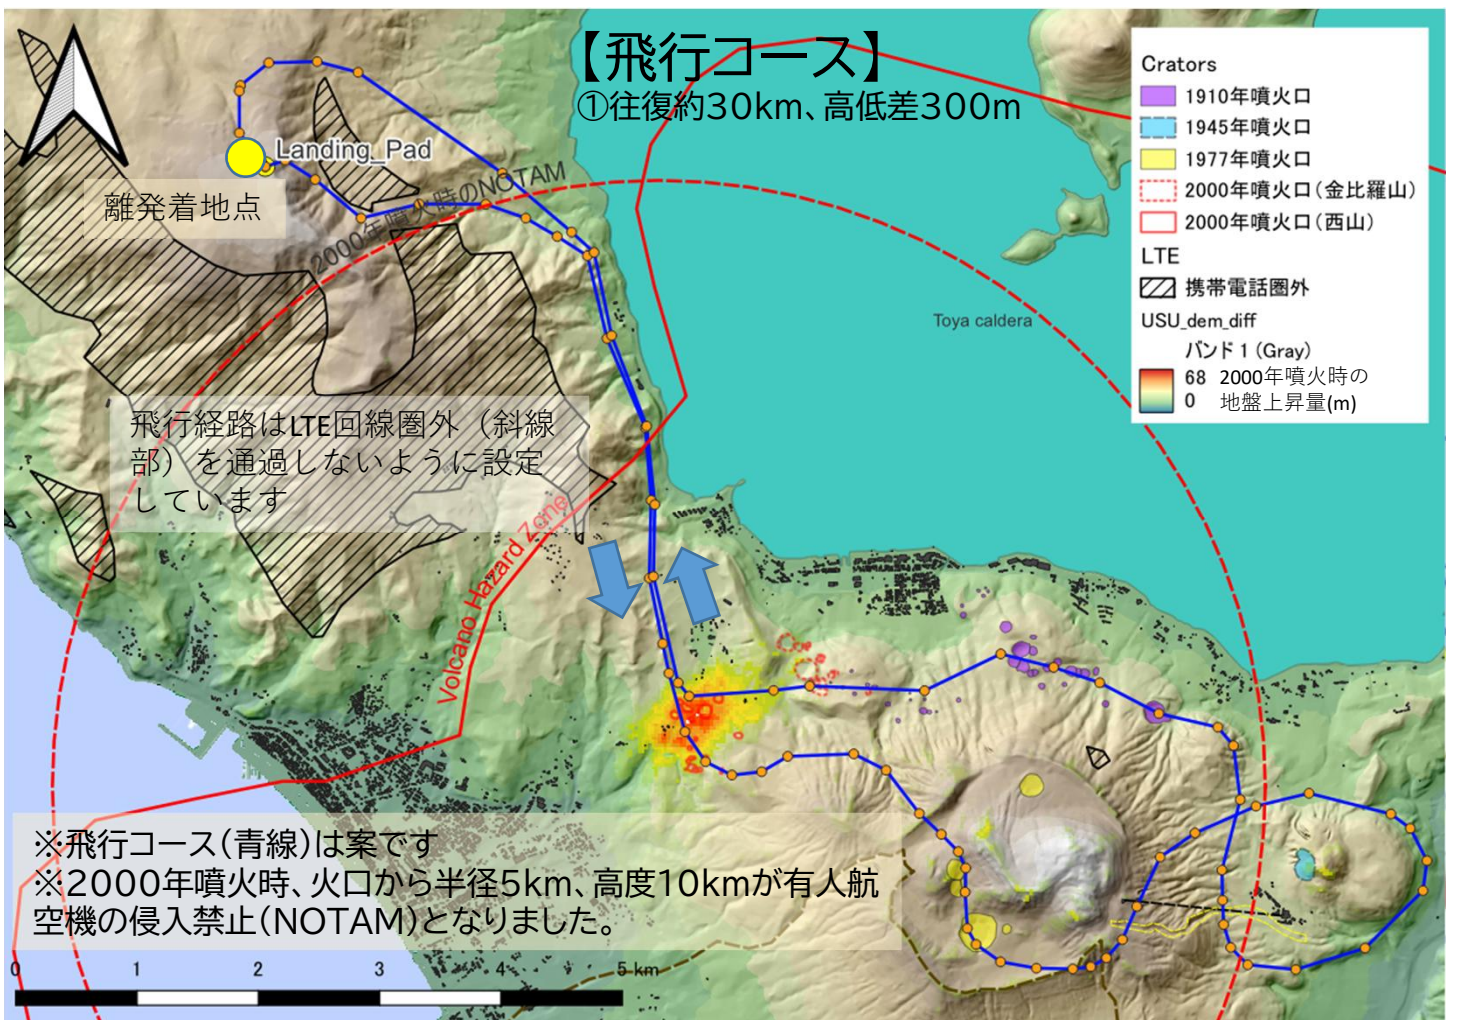 【飛行コース】
①往復約30km、高低差300m
Landing_Pad
離発着地点
2000年噴火時のNOTAM
飛行経路はLTE回線圏外（斜線
部）を通過しないように設定
しています
Volcano Hazard Zone
Toya caldera
Crators
1910年噴火口
1945年噴火口
1977年噴火口
2000年噴火口(金比羅山)
2000年噴火口(西山)
LTE
携帯電話圏外
USU_dem_diff
バンド 1 (Gray)
68 2000年噴火時の
0 地盤上昇量(m)
※飛行コース(青線)は案です
※2000年噴火時、火口から半径5km、高度10kmが有人航
空機の侵入禁止(NOTAM)となりました。
0 1 2 3 4 5 km